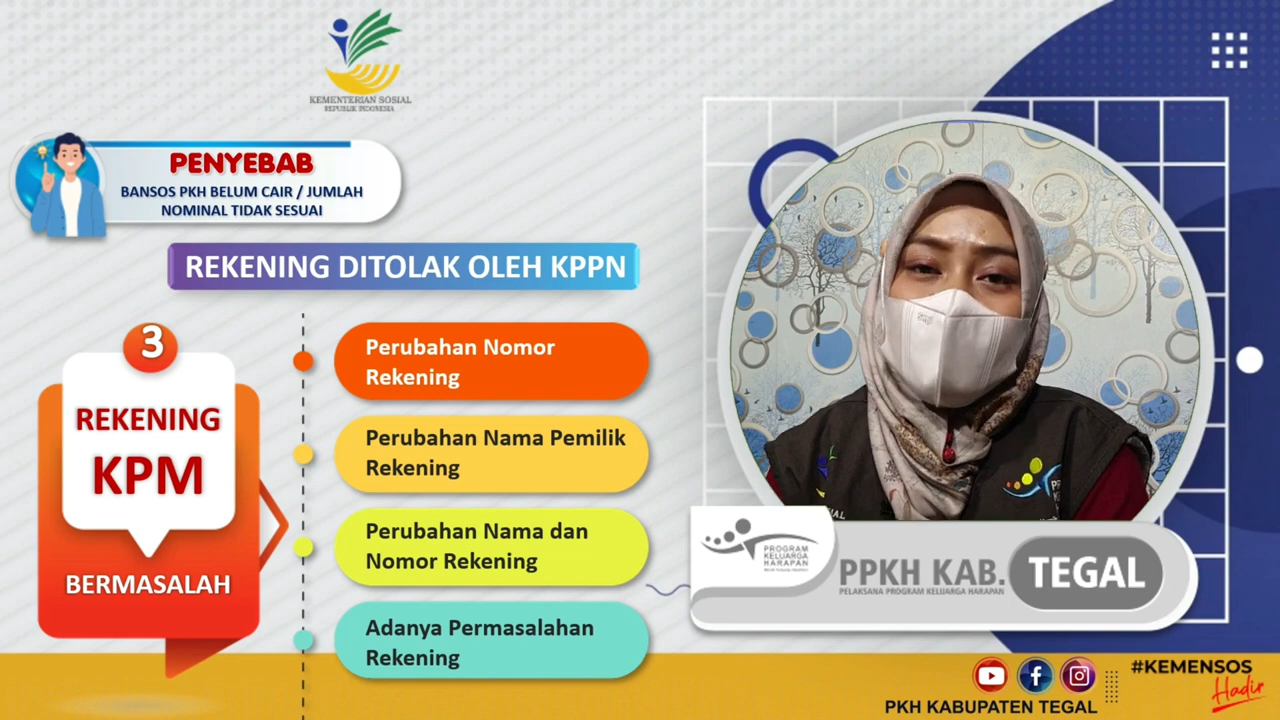 KEMENTERIAN SOSIAL
REPUBLIK INDONESIA
PENYEBAB
BANSOS PKH BELUM CAIR / JUMLAH
NOMINAL TIDAK SESUAI
REKENING DITOLAK OLEH KPPN
3
REKENING
KPM
BERMASALAH
Perubahan Nomor
Rekening
Perubahan Nama Pemilik
Rekening
Perubahan Nama dan
Nomor Rekening
Adanya Permasalahan
Rekening
PROGRAM
KELUARGA
HARAPAN
PPKH KAB.
PELAKSANA PROGRAM KELUARGA HARAPAN
TEGAL
PKH KABUPATEN TEGAL
#KEMENSOS
Hadir